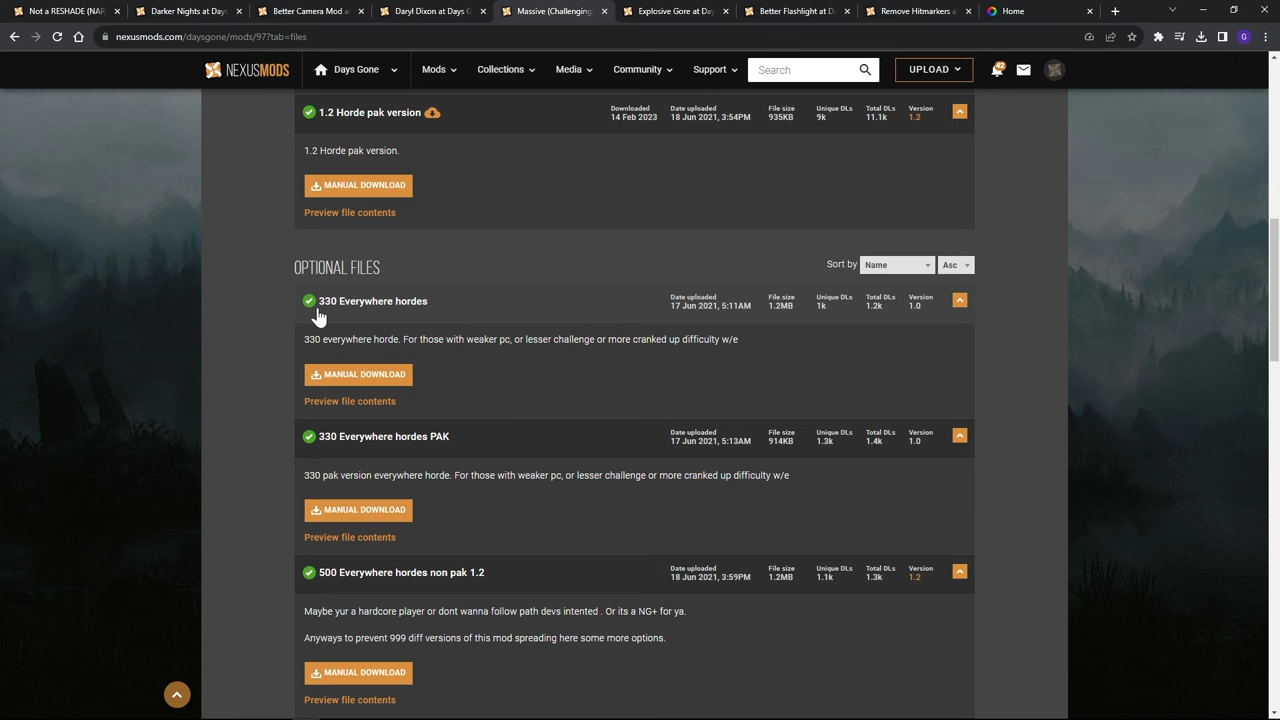 Not a RESHADE (NAR
Darker Nights at Days
Better Camera Mod a
Daryl Dixon at Days G
Massive (Challenging
Explosive Gore at Da
Better Flashlight at Da
Remove Hitmarkers a
Home
nexusmods.com/daysgone/mods/97?tab=files
G
NEXUSMODS
Days Gone
Mods
Collections
Media
Community
Support
Search
UPLOAD
42
1.2 Horde pak version
Downloaded
14 Feb 2023
Date uploaded
18 Jun 2021, 3:54PM
File size
935KB
Unique DLs
9k
Total DLs
11.1k
Version
1.2
1.2 Horde pak version.
MANUAL DOWNLOAD
Preview file contents
OPTIONAL FILES
Sort by
Name
Asc
330 Everywhere hordes
Date uploaded
17 Jun 2021, 5:11AM
File size
1.2MB
Unique DLs
1k
Total DLs
1.2k
Version
1.0
330 everywhere horde. For those with weaker pc, or lesser challenge or more cranked up difficulty w/e
MANUAL DOWNLOAD
Preview file contents
330 Everywhere hordes PAK
Date uploaded
17 Jun 2021, 5:13AM
File size
914KB
Unique DLs
1.3k
Total DLs
1.4k
Version
1.0
330 pak version everywhere horde. For those with weaker pc, or lesser challenge or more cranked up difficulty w/e
MANUAL DOWNLOAD
Preview file contents
500 Everywhere hordes non pak 1.2
Date uploaded
18 Jun 2021, 3:59PM
File size
1.2MB
Unique DLs
1.1k
Total DLs
1.3k
Version
1.2
Maybe yur a hardcore player or dont wanna follow path devs intented . Or its a NG+ for ya.
Anyways to prevent 999 diff versions of this mod spreading here some more options.
MANUAL DOWNLOAD
Preview file contents